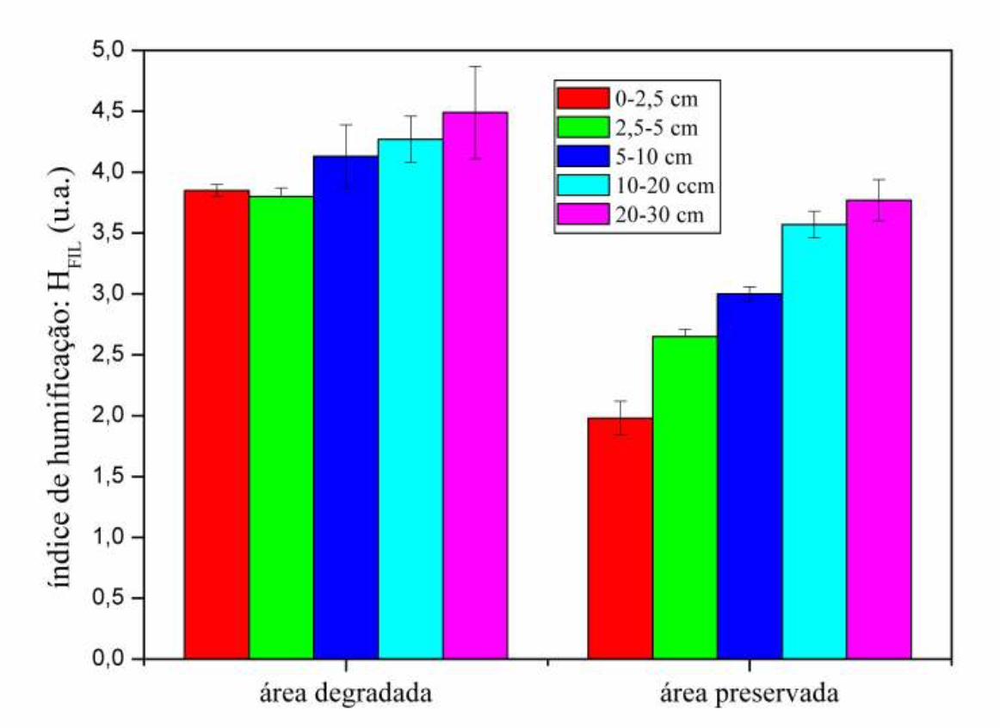 índice de humificação: H_FIL (u.a.)
5,0
4,5
4,0
3,5
3,0
2,5
2,0
1,5
1,0
0,5
0,0
0-2,5 cm
2,5-5 cm
5-10 cm
10-20 ccm
20-30 cm
área degradada
área preservada